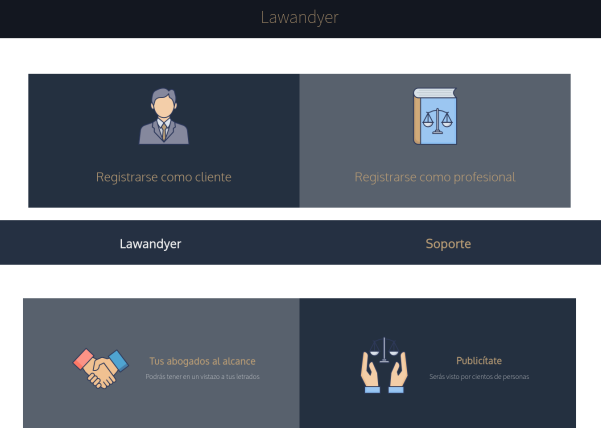 Lawandyer
Registrarse como cliente
Registrarse como profesional
Lawandyer
Soporte
Tus abogados al alcance
Podrás tener en un vistazo a tus letrados
Publicítate
Serás visto por cientos de personas